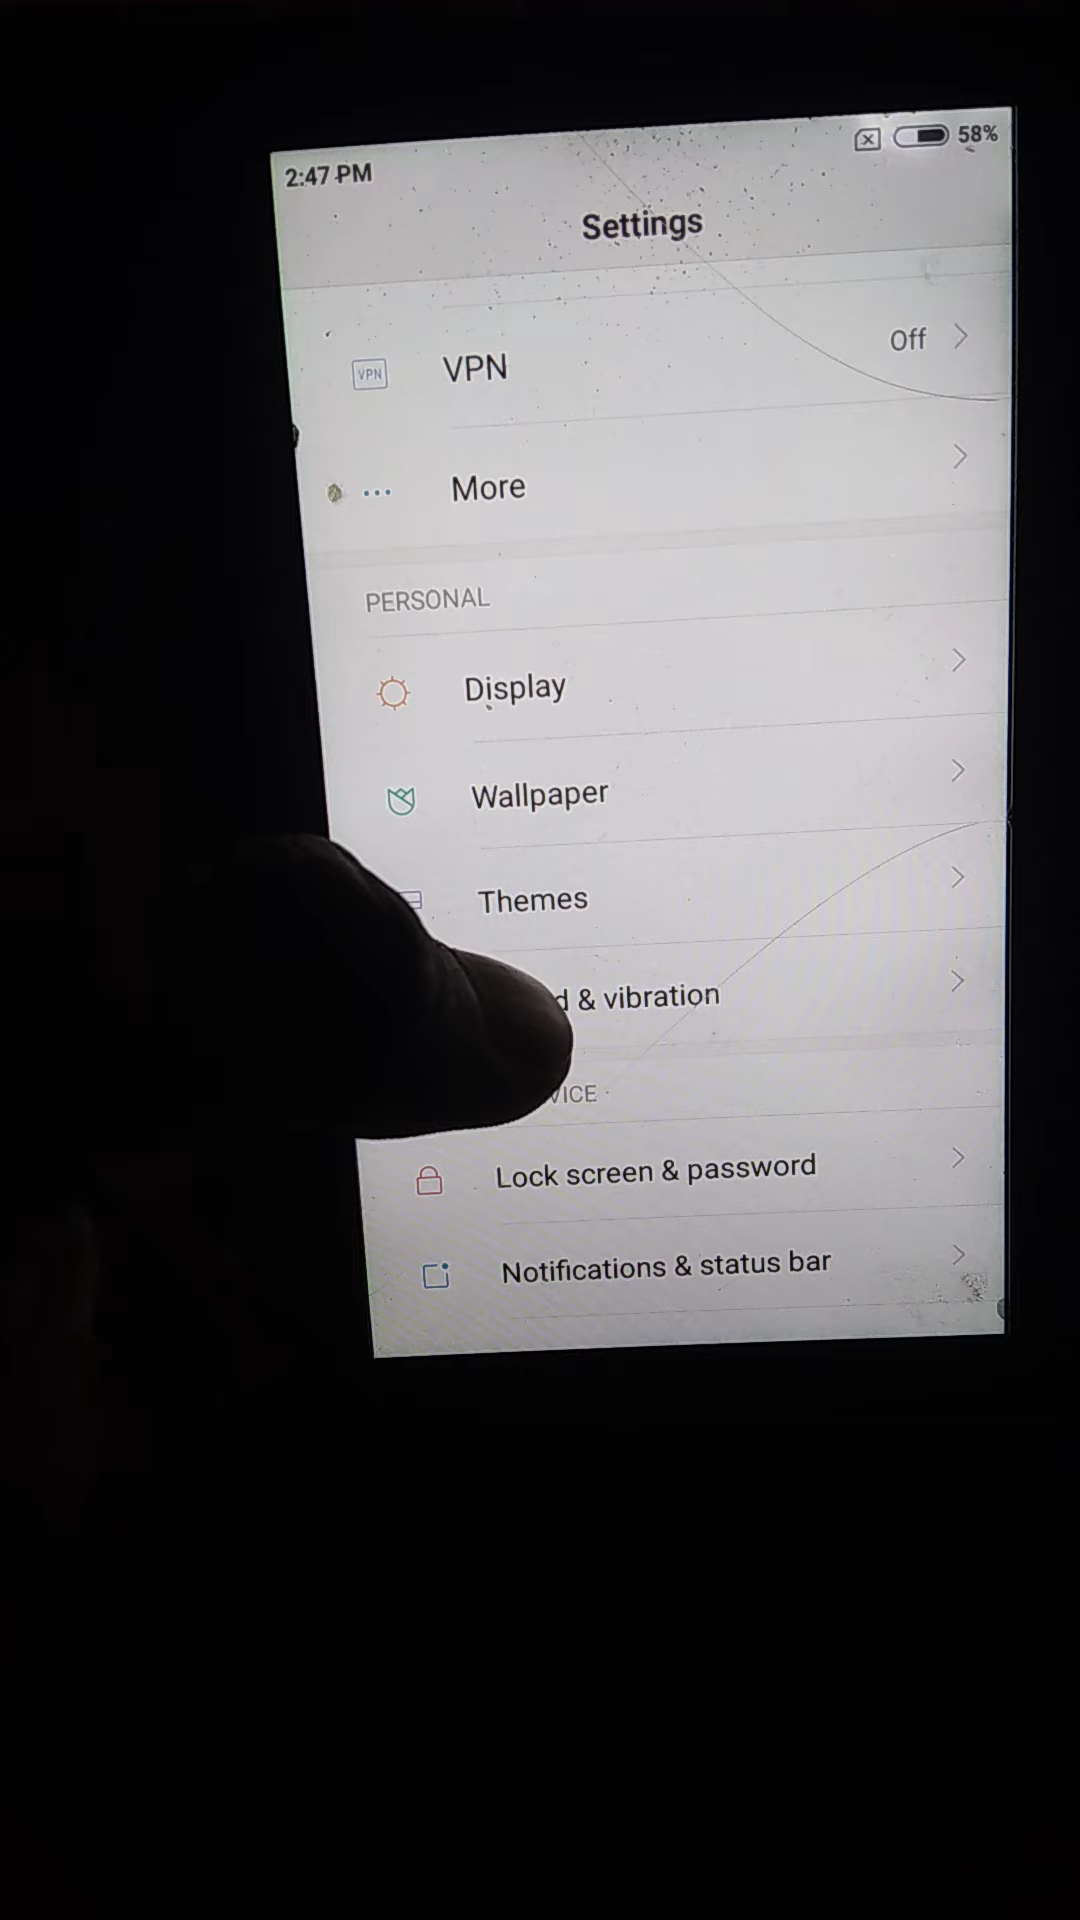 2:47 PM 58%
Settings
VPN VPN Off
More
PERSONAL
Display
Wallpaper
Themes
& vibration
Lock screen & password
Notifications & status bar